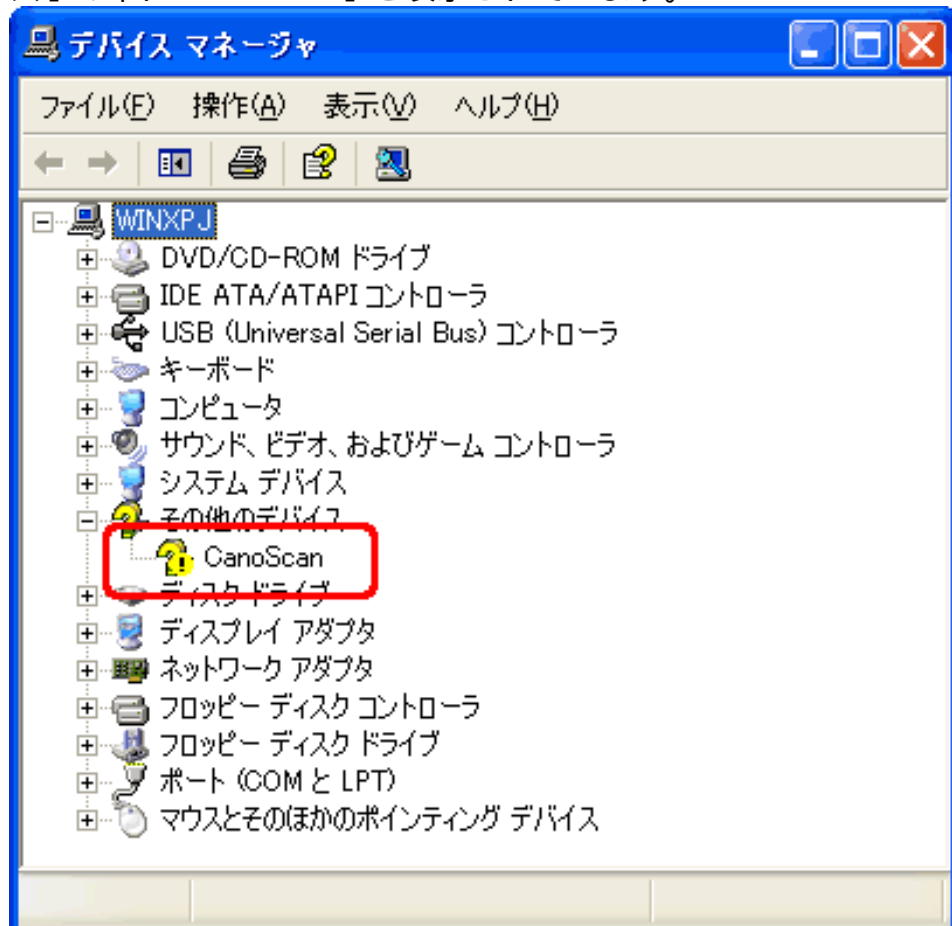 デバイス マネージャ
ファイル(F) 操作(A) 表示(V) ヘルプ(H)
WINXPJ
DVD/CD-ROM ドライブ
IDE ATA/ATAPI コントローラ
USB (Universal Serial Bus) コントローラ
キーボード
コンピュータ
サウンド、ビデオ、およびゲーム コントローラ
システム デバイス
その他のデバイス
CanoScan
ディスク ドライブ
ディスプレイ アダプタ
ネットワーク アダプタ
フロッピー ディスク コントローラ
フロッピー ディスク ドライブ
ポート (COM と LPT)
マウスとそのほかのポインティング デバイス